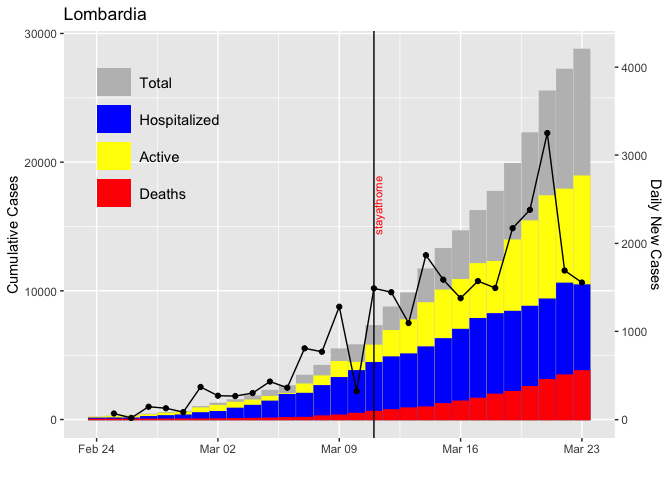 Lombardia
30000
20000
10000
0
Cumulative Cases
4000
3000
2000
1000
0
Daily New Cases
Total
Hospitalized
Active
Deaths
stayathome
Feb 24
Mar 02
Mar 09
Mar 16
Mar 23